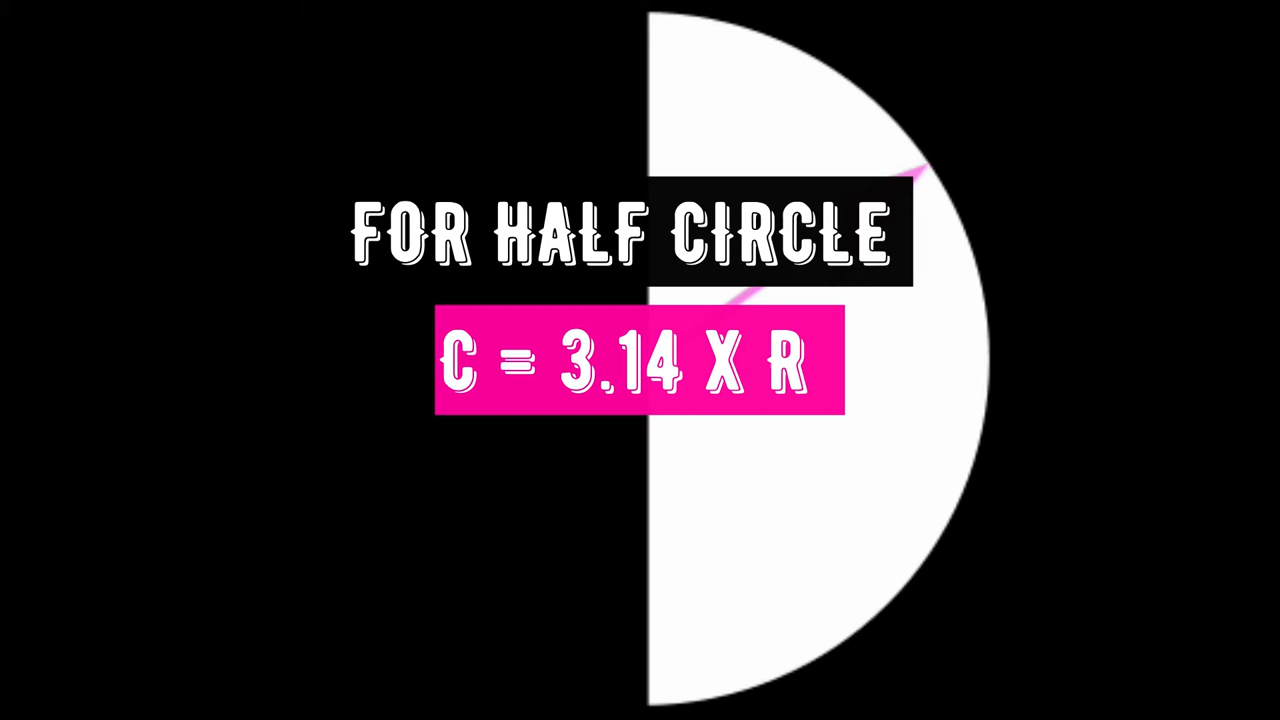 FOR HALF CIRCLE
C = 3.14 X R